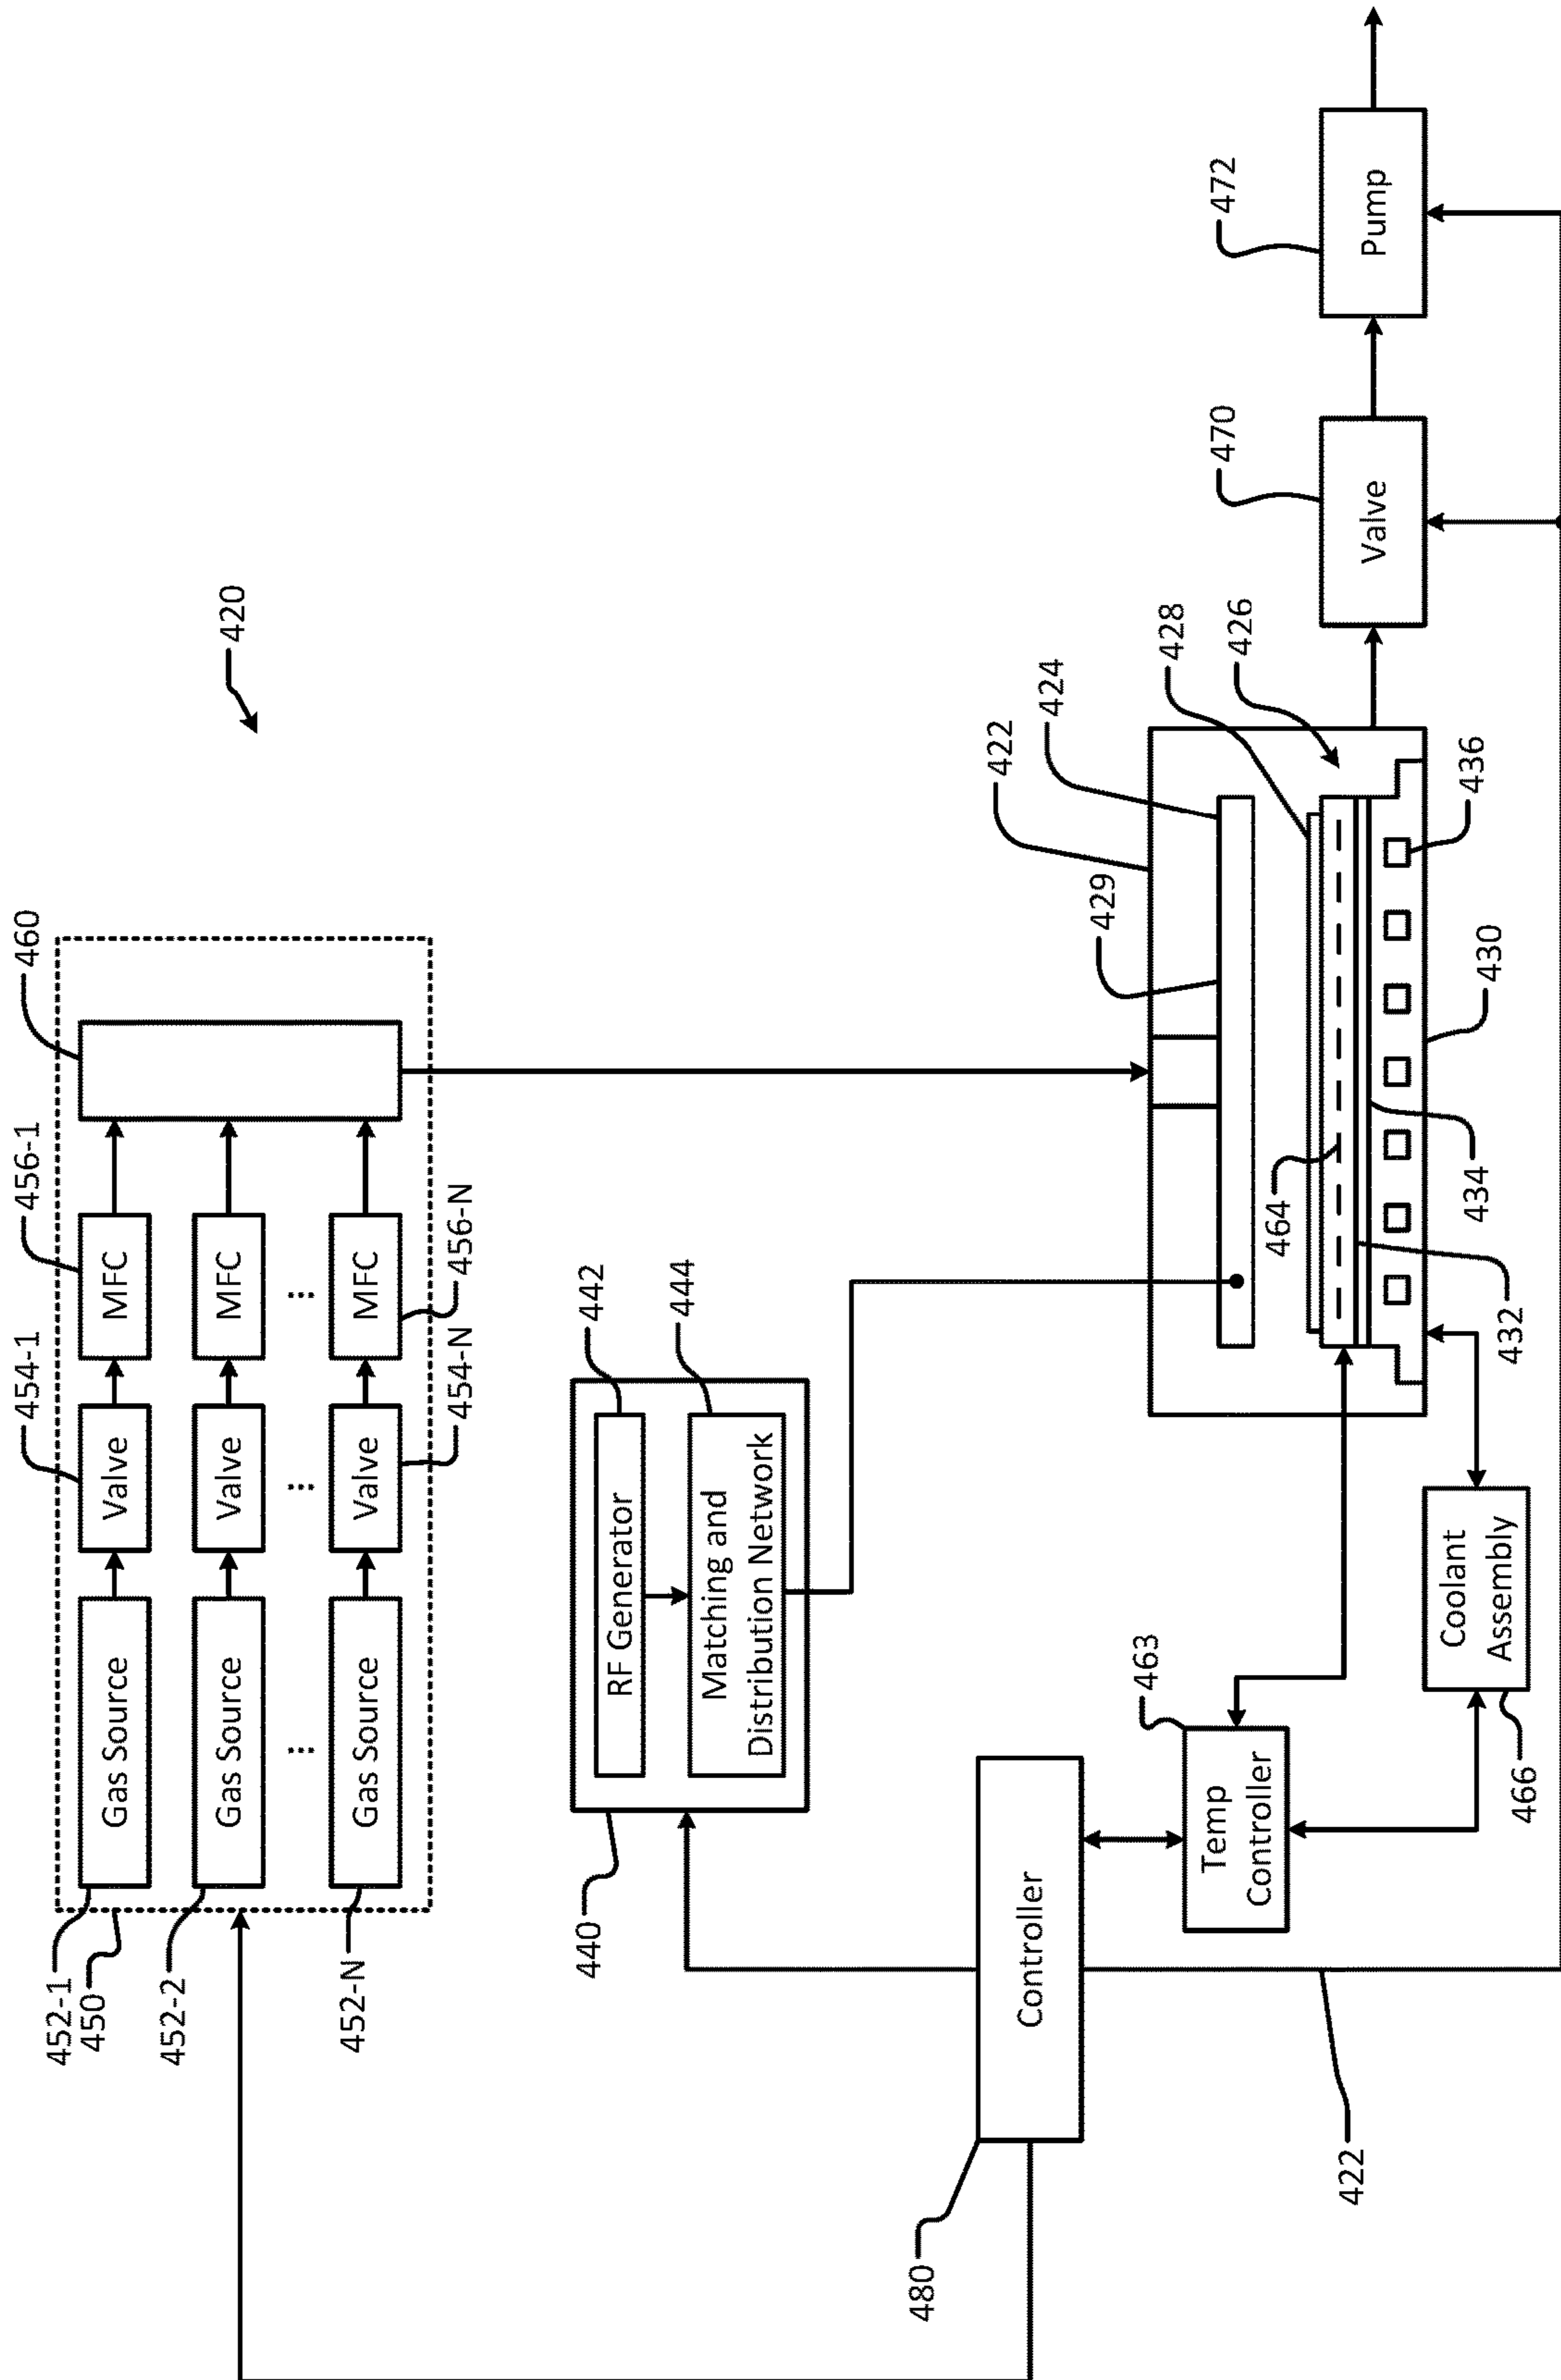 420
460
456-1
454-1
MFC
Valve
Gas Source
452-1
450
MFC
Valve
Gas Source
452-2
...
...
...
MFC
Valve
Gas Source
456-N
454-N
452-N
442
RF Generator
444
Matching and
Distribution Network
440
472
Pump
470
Valve
426
428
424
422
429
464
436
430
434
432
463
Temp
Controller
Coolant
Assembly
466
Controller
480
422